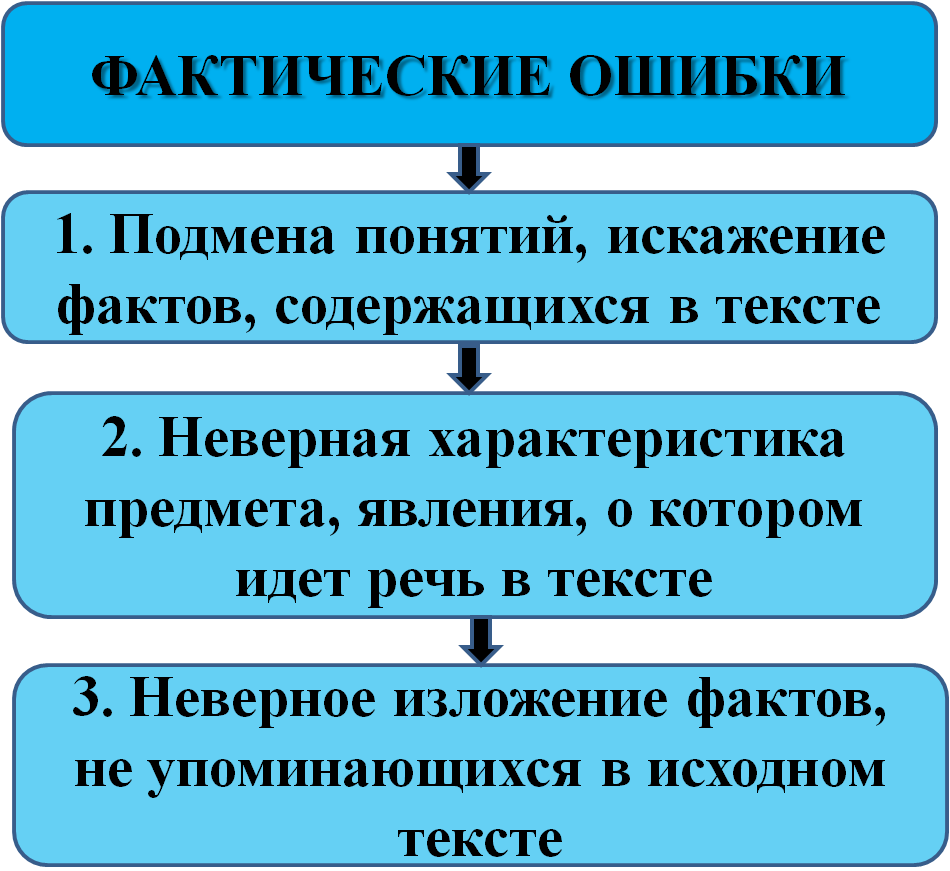 ФАКТИЧЕСКИЕ ОШИБКИ
1. Подмена понятий, искажение
фактов, содержащихся в тексте
2. Неверная характеристика
предмета, явления, о котором
идет речь в тексте
3. Неверное изложение фактов,
не упоминающихся в исходном
тексте